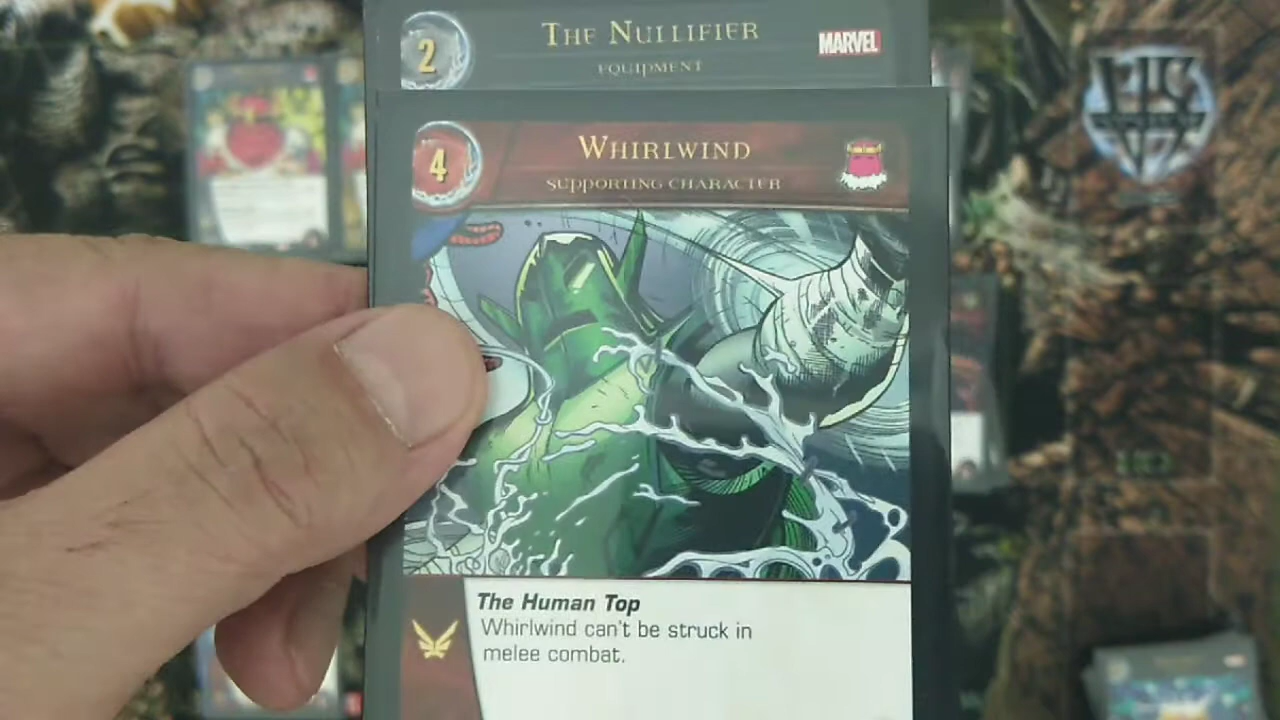 2
THE NULLIFIER
MARVEL
EQUIPMENT
4
WHIRLWIND
SUPPORTING CHARACTER
The Human Top
Whirlwind can't be struck in
melee combat.